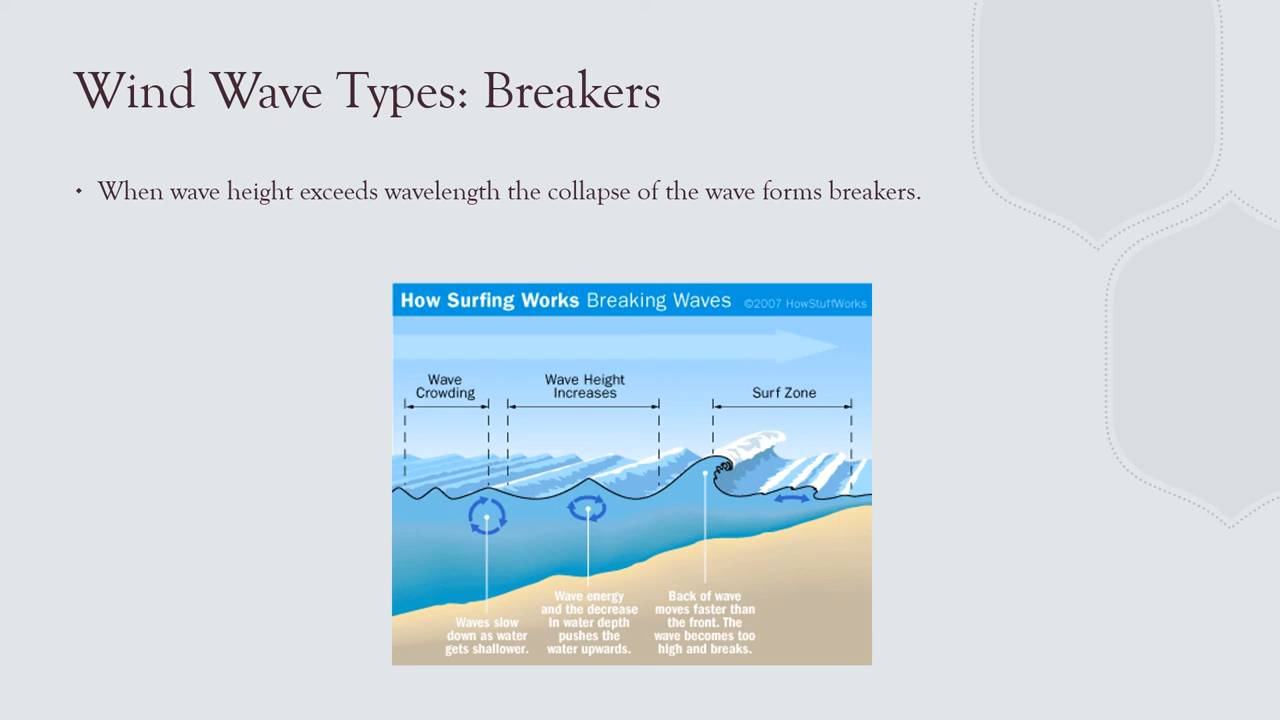 Wind Wave Types: Breakers
• When wave height exceeds wavelength the collapse of the wave forms breakers.
How Surfing Works Breaking Waves ©2007 HowStuffWorks
Wave
Crowding
Wave Height
Increases
Surf Zone
Waves slow
down as water
gets shallower.
Wave energy
and the decrease
in water depth
pushes the
water upwards.
Back of wave
moves faster than
the front. The
wave becomes too
high and breaks.